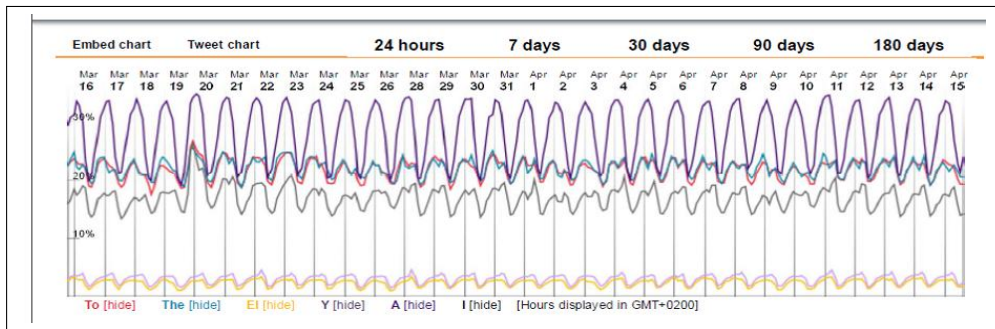 Embed chart Tweet chart 24 hours 7 days 30 days 90 days 180 days
Mar Mar Mar Mar Mar Mar Mar Mar Mar Mar Mar Mar Mar Mar Mar Apr Apr Apr Apr Apr Apr Apr Apr Apr Apr Apr Apr Apr Apr Apr
16 17 18 19 20 21 22 23 24 25 26 28 29 30 31 1 2 3 4 5 6 7 8 9 10 11 12 13 14 15
30%
20
10%
To [hide] The [hide] El [hide] Y [hide] A [hide] I [hide] [Hours displayed in GMT+0200]